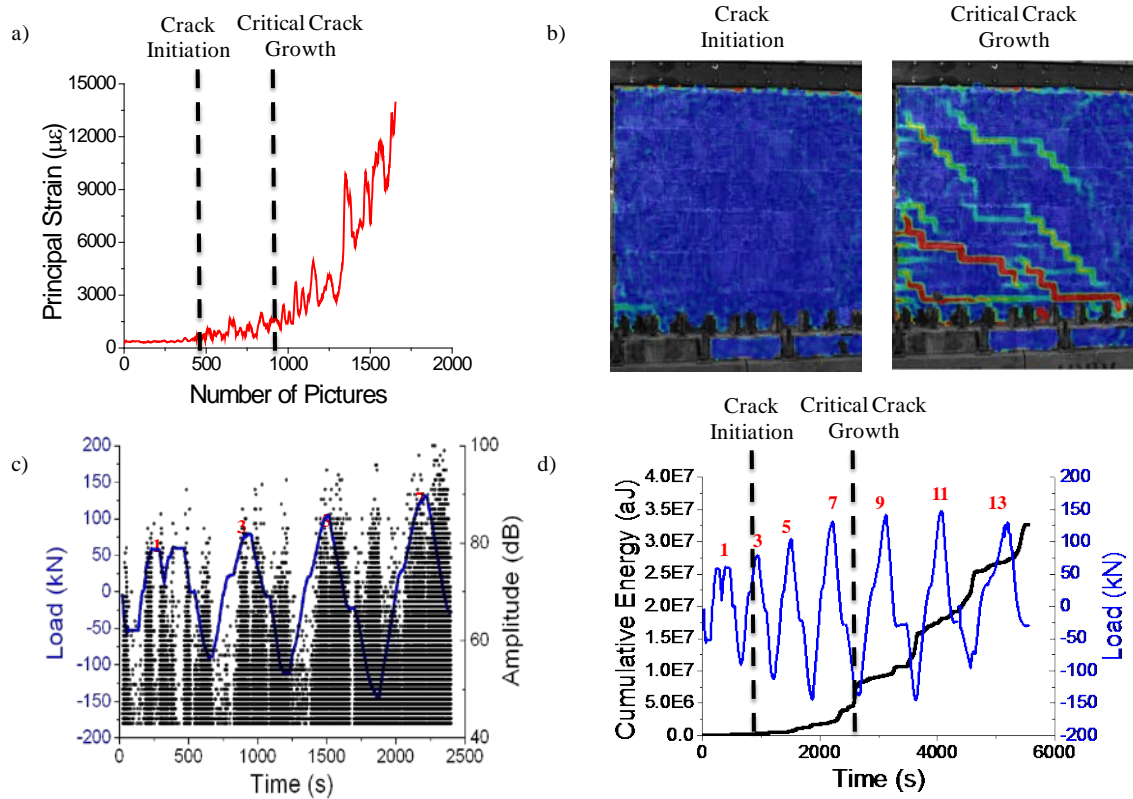 a)
Crack
Initiation
Critical Crack
Growth
15000
12000
9000
6000
3000
0
Principal Strain (με)
0
500
1000
1500
2000
Number of Pictures
b)
Crack
Initiation
Critical Crack
Growth
c)
200
150
100
50
0
-50
-100
-150
-200
Load (kN)
1
3
5
7
100
80
60
40
Amplitude (dB)
0
500
1000
1500
2000
2500
Time (s)
d)
Crack
Initiation
Critical Crack
Growth
4.0E7
3.5E7
3.0E7
2.5E7
2.0E7
1.5E7
1.0E7
5.0E6
0.0
Cumulative Energy (aJ)
1
3
5
7
9
11
13
200
150
100
50
0
-50
-100
-150
-200
Load (kN)
0
2000
4000
6000
Time (s)